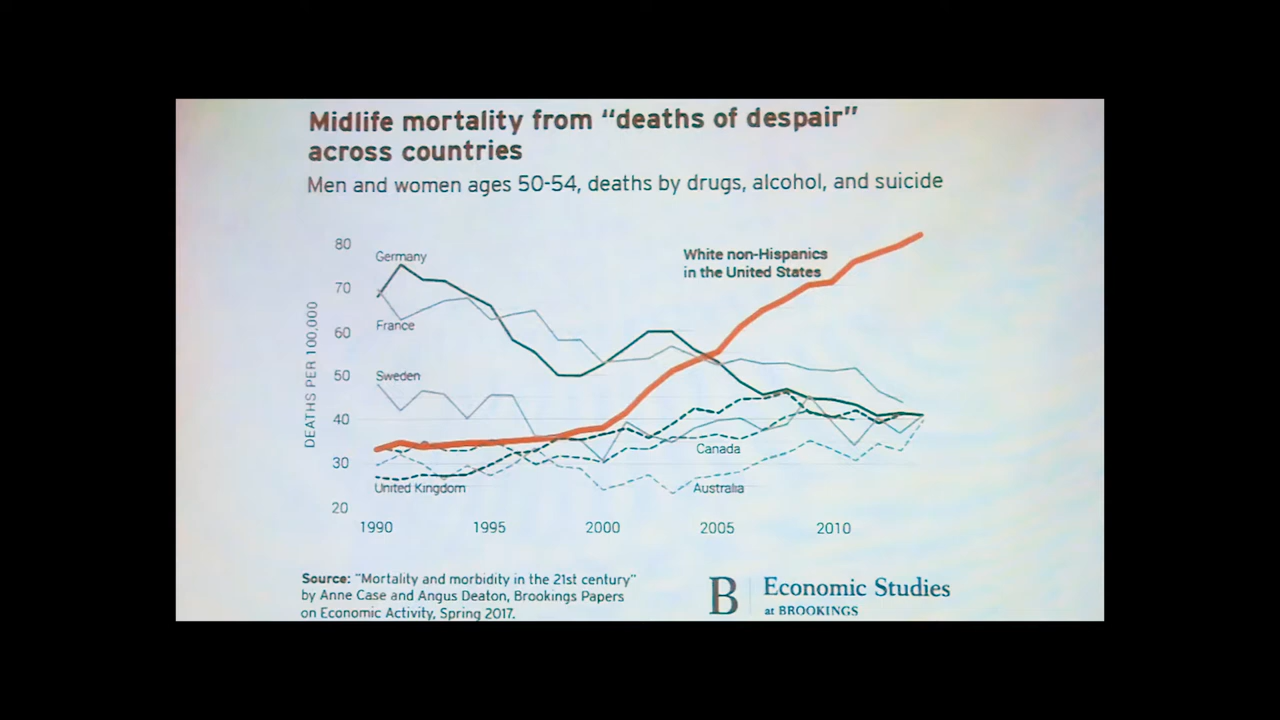 Midlife mortality from “deaths of despair”
across countries
Men and women ages 50-54, deaths by drugs, alcohol, and suicide
DEATHS PER 100,000
80
70
60
50
40
30
20
Germany
France
Sweden
United Kingdom
White non-Hispanics
in the United States
Canada
Australia
1990
1995
2000
2005
2010
Source: “Mortality and morbidity in the 21st century”
by Anne Case and Angus Deaton, Brookings Papers
on Economic Activity, Spring 2017.
B
Economic Studies
at BROOKINGS